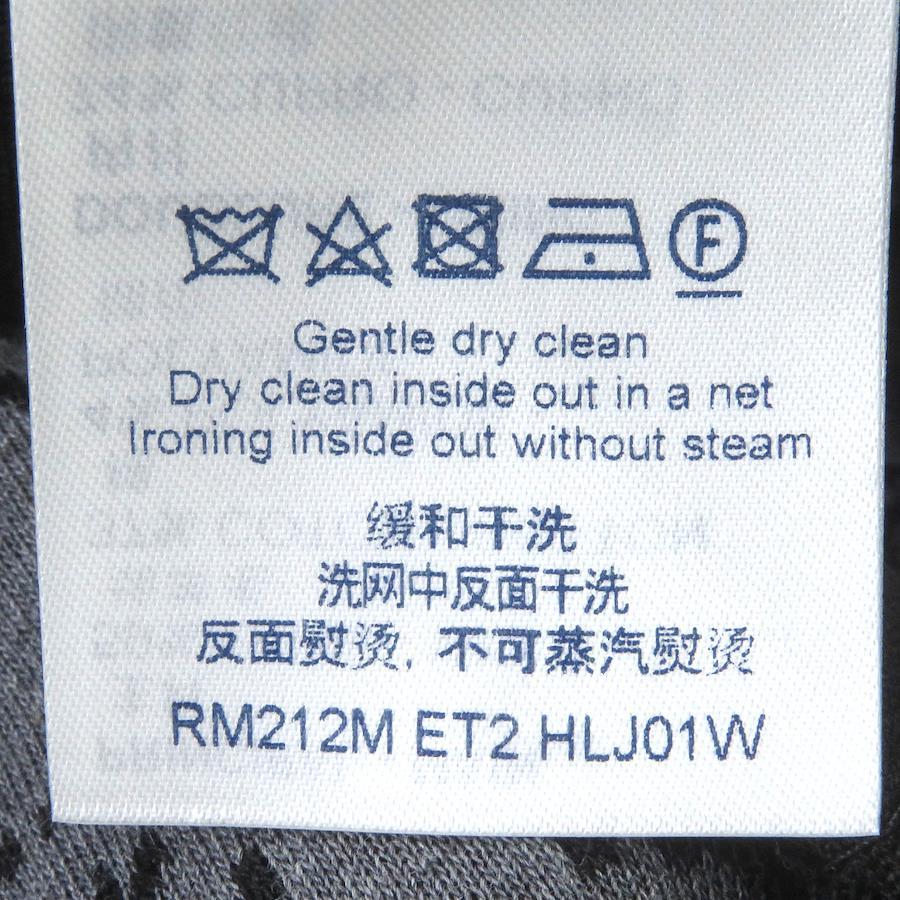 F
Gentle dry clean
Dry clean inside out in a net
Ironing inside out without steam
缓和干洗
洗网中反面干洗
反面熨烫, 不可蒸汽熨烫
RM212M ET2 HLJ01W